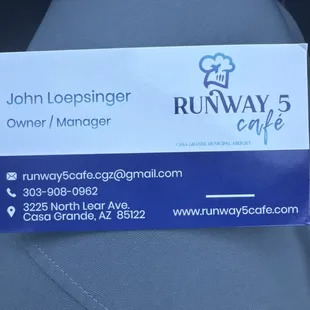 John Loepsinger
Owner / Manager
RUNWAY 5
café
CASA GRANDE MUNICIPAL AIRPORT
runway5cafe.cgz@gmail.com
303-908-0962
3225 North Lear Ave.
Casa Grande, AZ 85122
www.runway5cafe.com